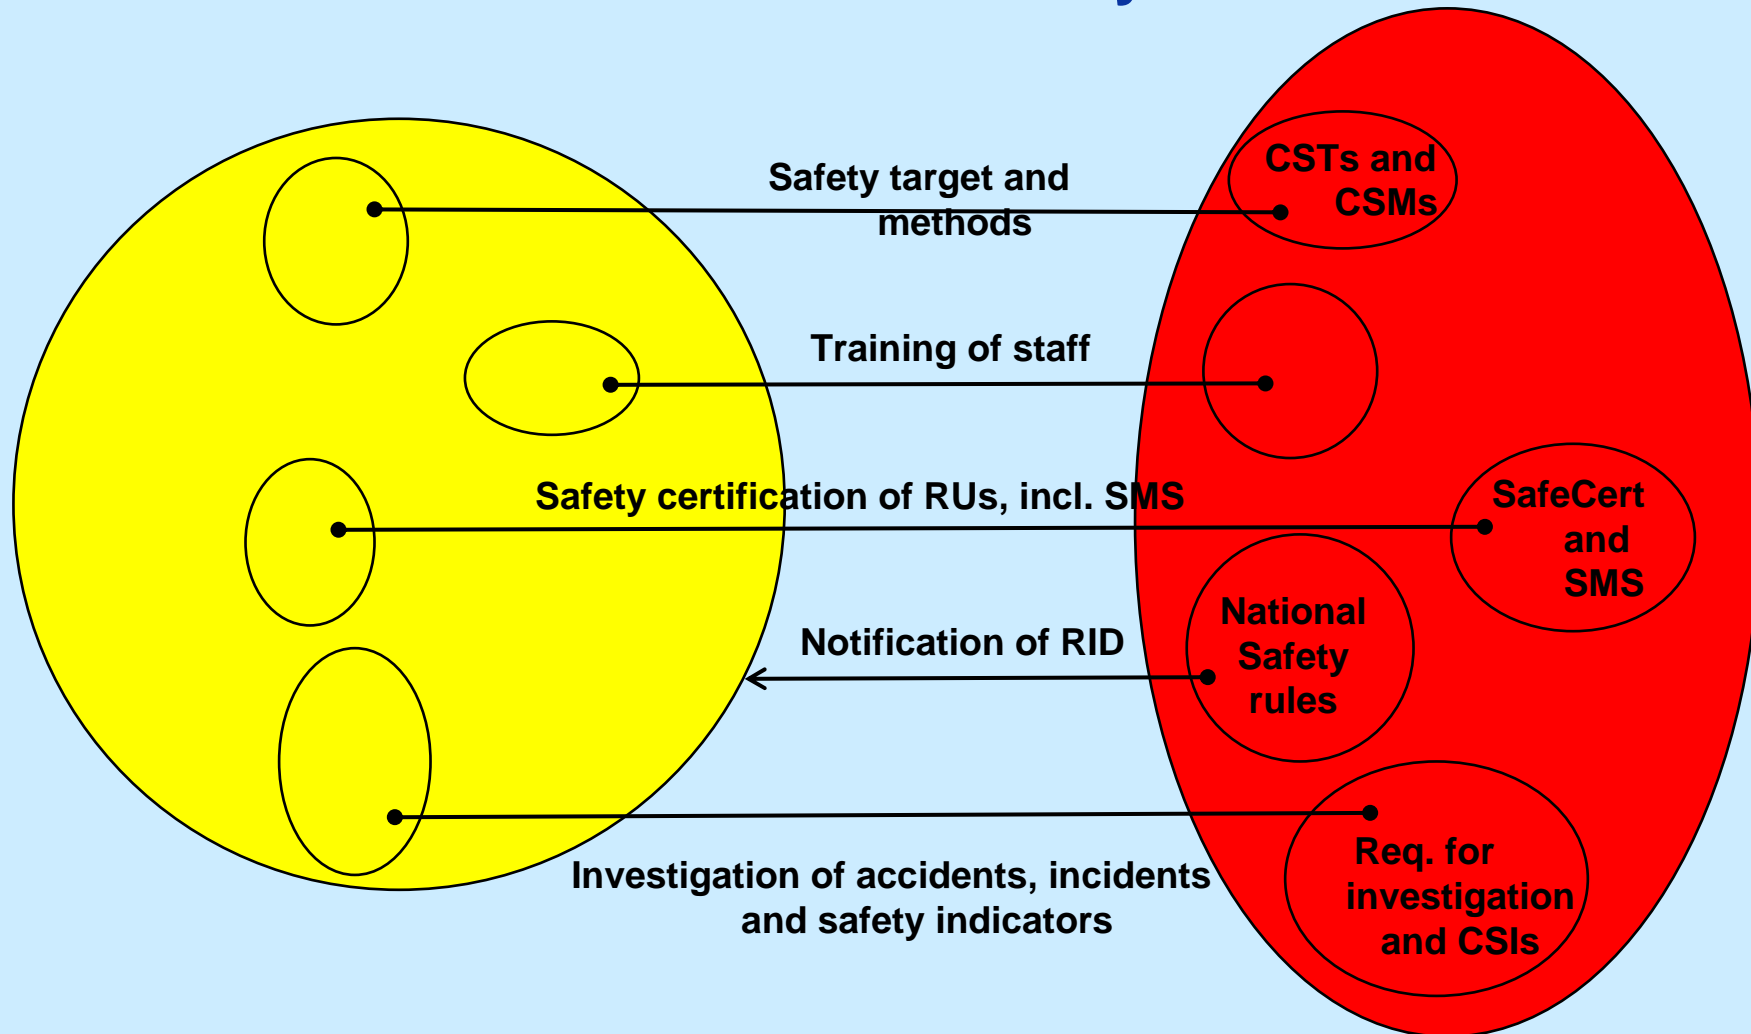 Safety target and
methods
CSTs and
CSMs
Training of staff
Safety certification of RUs, incl. SMS
SafeCert
and
SMS
Notification of RID
National
Safety
rules
Investigation of accidents, incidents
and safety indicators
Req. for
investigation
and CSIs